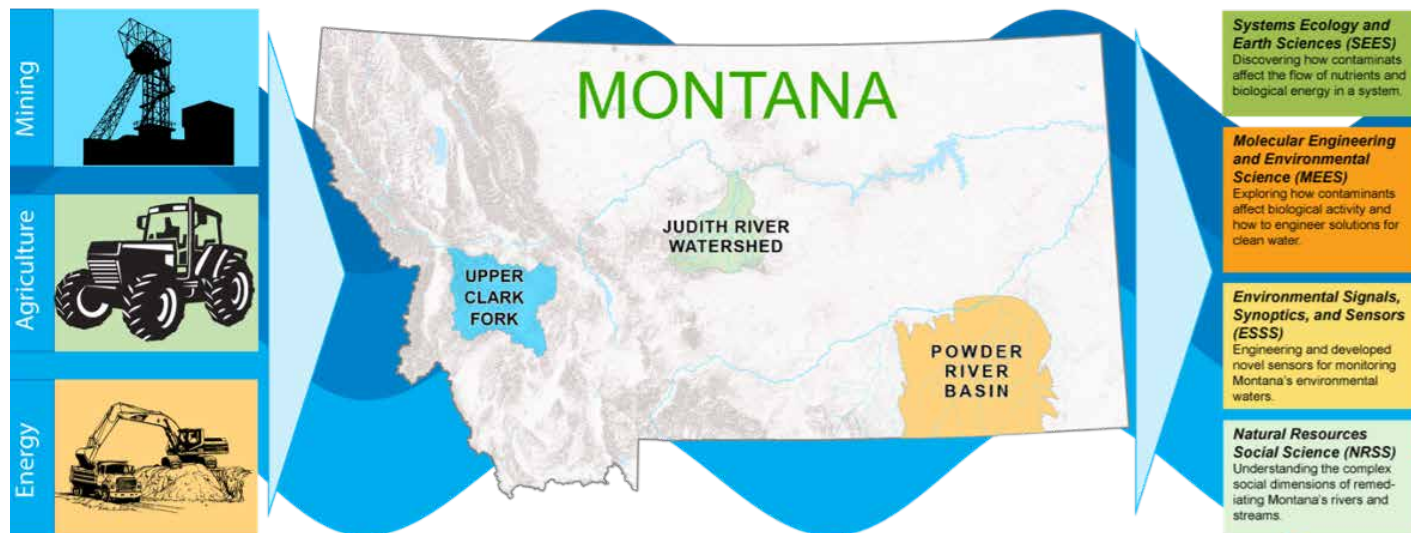 Mining
Agriculture
Energy
MONTANA
JUDITH RIVER
WATERSHED
UPPER
CLARK
FORK
POWDER
RIVER
BASIN
Systems Ecology and
Earth Sciences (SEES)
Discovering how contaminats
affect the flow of nutrients and
biological energy in a system.
Molecular Engineering
and Environmental
Science (MEES)
Exploring how contaminants
affect biological activity and
how to engineer solutions for
clean water.
Environmental Signals,
Synoptics, and Sensors
(ESSS)
Engineering and developed
novel sensors for monitoring
Montana's environmental
waters.
Natural Resources
Social Science (NRSS)
Understanding the complex
social dimensions of remed-
iating Montana's rivers and
streams.